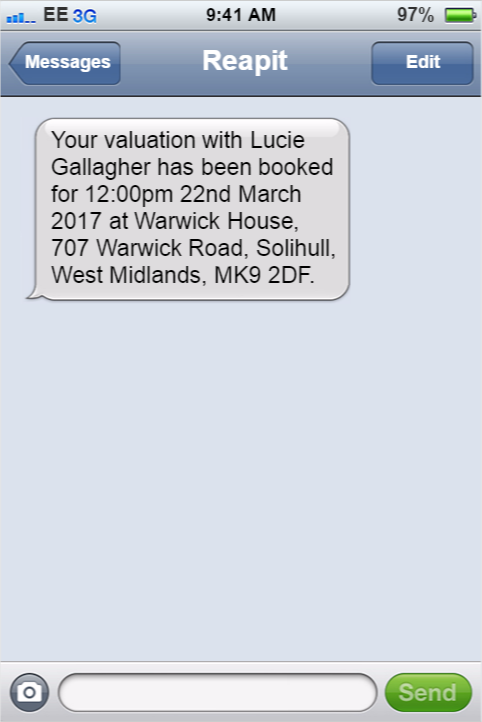 EE 3G 9:41 AM 97%
Messages Reapit Edit
Your valuation with Lucie
Gallagher has been booked
for 12:00pm 22nd March
2017 at Warwick House,
707 Warwick Road, Solihull,
West Midlands, MK9 2DF.
Send